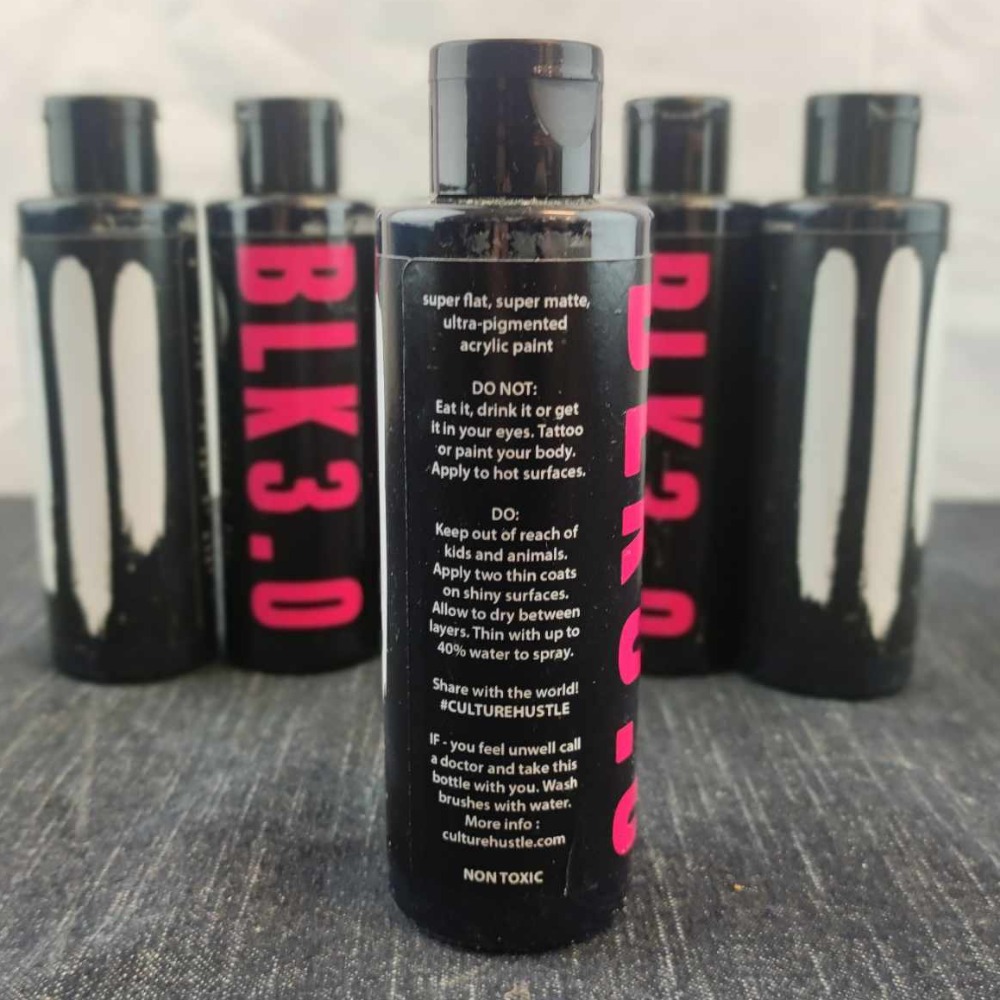 super flat, super matte,
ultra-pigmented
acrylic paint
DO NOT:
Eat it, drink it or get
it in your eyes. Tattoo
or paint your body.
Apply to hot surfaces.
DO:
Keep out of reach of
kids and animals.
Apply two thin coats
on shiny surfaces.
Allow to dry between
layers. Thin with up to
40% water to spray.
Share with the world!
#CULTUREHUSTLE
IF - you feel unwell call
a doctor and take this
bottle with you. Wash
brushes with water.
More info :
culturehustle.com
NON TOXIC
BLK3.0
BLK3.0
BLK3.0